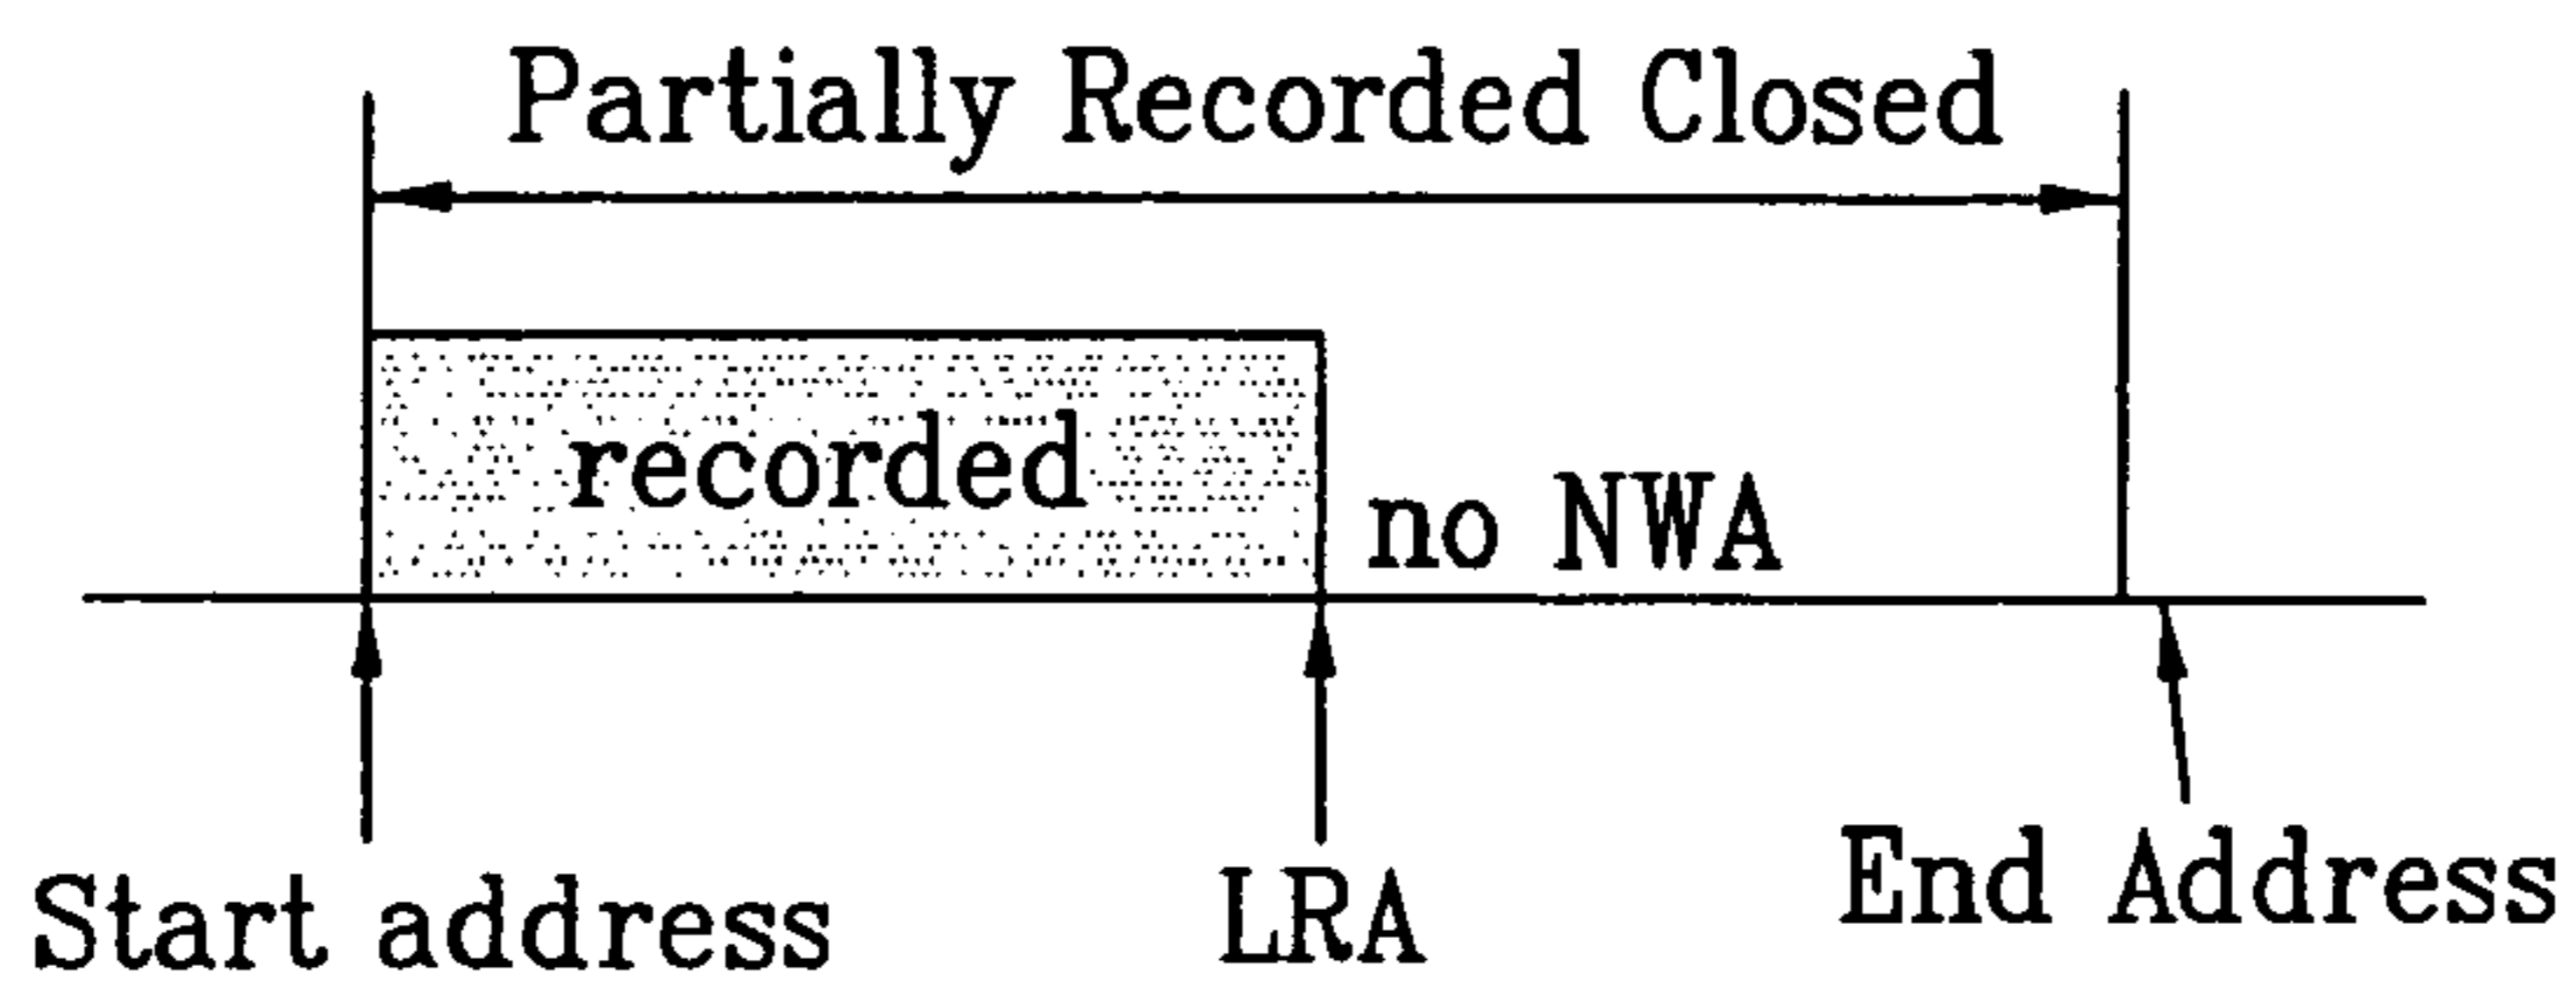 Partially Recorded Closed
recorded
no NWA
Start address
LRA
End Address